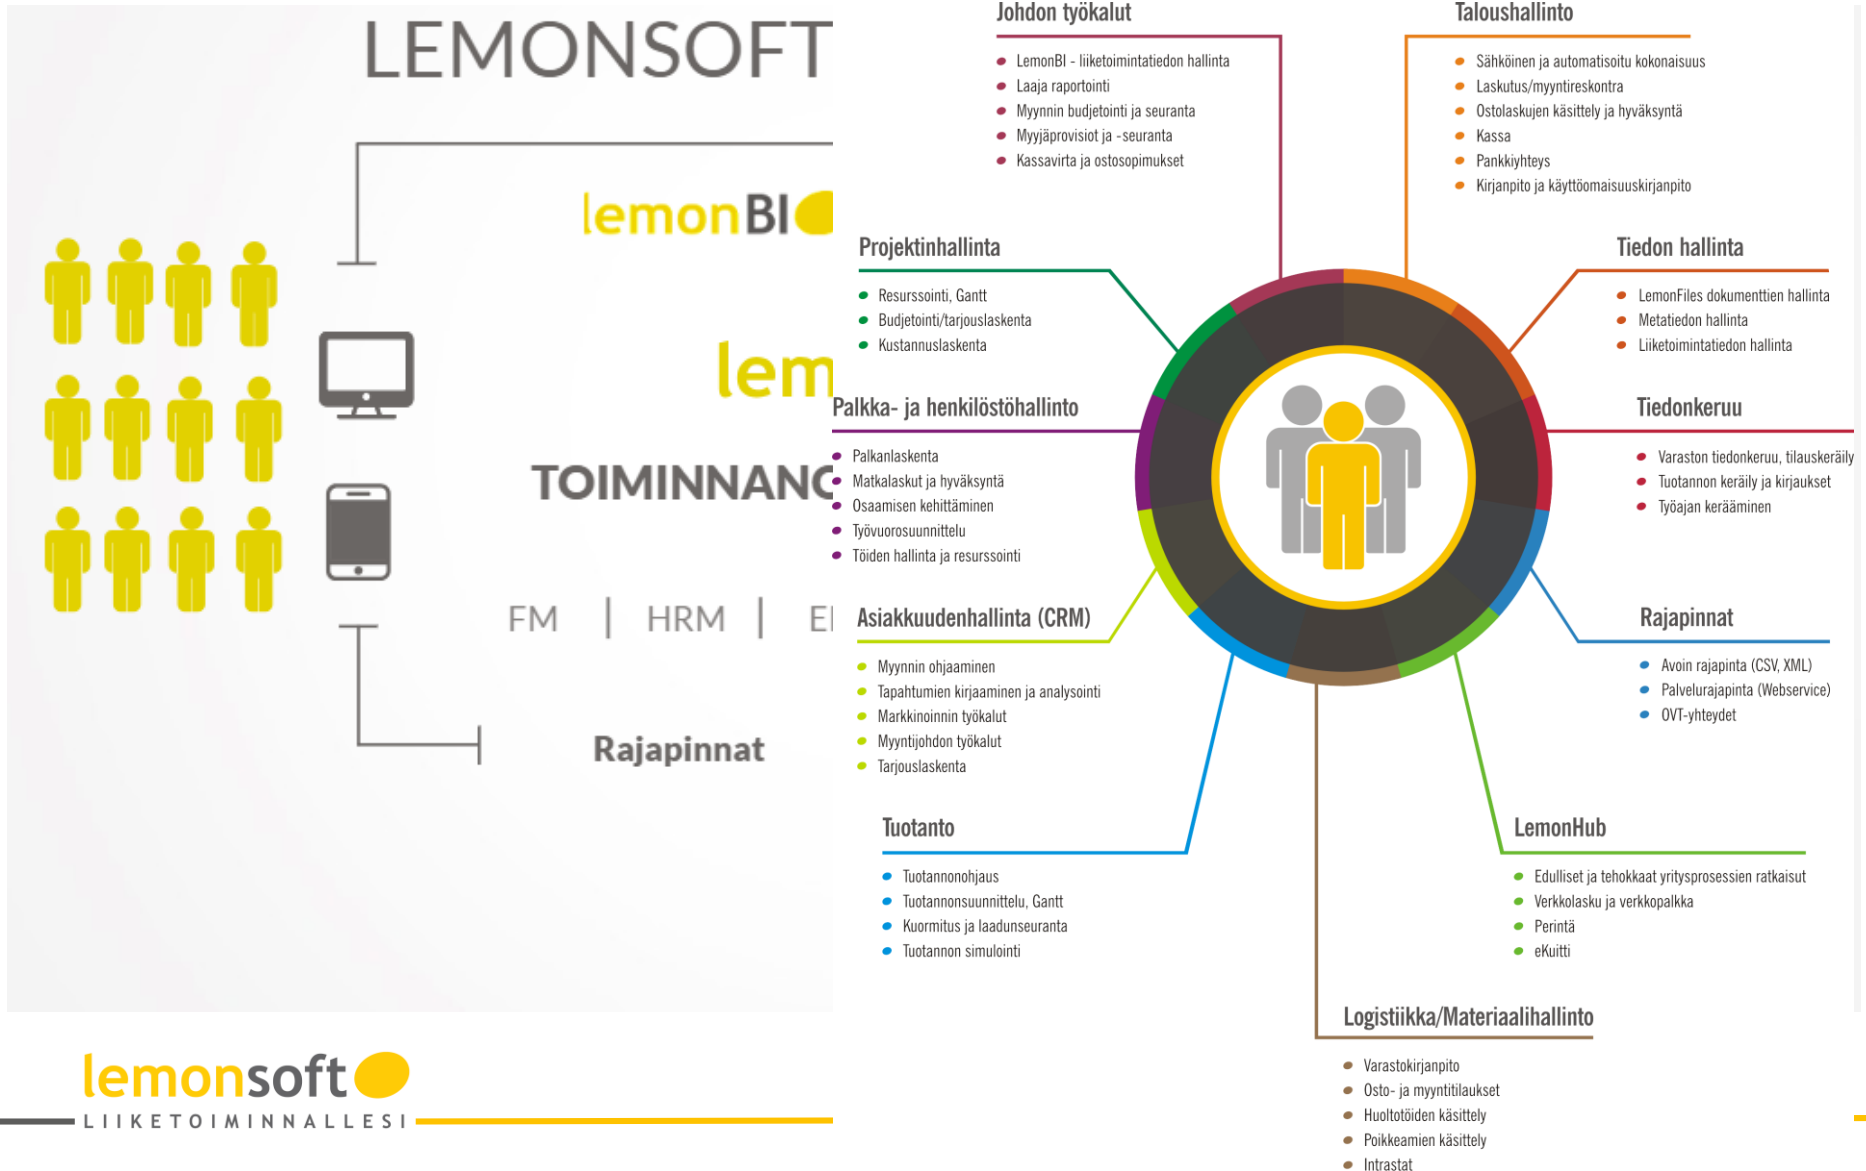 LEMONSOFT
lemonBI
TOIMINNAN
FM | HRM |
Rajapinnat
lemonsoft
LIIKETOIMINNALLESI
Johdon työkalut
LemonBI - liiketoimintatiedon hallinta
Laaja raportointi
Myynnin budjetointi ja seuranta
Myyjäprovisiot ja -seuranta
Kassavirta ja ostosopimukset
Taloushallinto
Sähköinen ja automatisoitu kokonaisuus
Laskutus/myyntireskontra
Ostolaskujen käsittely ja hyväksyntä
Kassa
Pankkiyhteys
Kirjanpito ja käyttöomaisuuskirjanpito
Projektinhallinta
Resurssointi, Gantt
Budjetointi/tarjouslaskenta
Kustannuslaskenta
Tiedon hallinta
LemonFiles dokumenttien hallinta
Metatiedon hallinta
Liiketoimintatiedon hallinta
Palkka- ja henkilöstöhallinto
Palkanlaskenta
Matkalaskut ja hyväksyntä
Osaamisen kehittäminen
Työvuorosuunnittelu
Töiden hallinta ja resurssointi
Tiedonkeruu
Varaston tiedonkeruu, tilauskeräily
Tuotannon keräily ja kirjaukset
Työajan kerääminen
Asiakkuudenhallinta (CRM)
Myynnin ohjaaminen
Tapahtumien kirjaaminen ja analysointi
Markkinoinnin työkalut
Myyntijohdon työkalut
Tarjouslaskenta
Rajapinnat
Avoin rajapinta (CSV, XML)
Palvelurajapinta (Webservice)
OVT-yhteydet
Tuotanto
Tuotannonohjaus
Tuotannonsuunnittelu, Gantt
Kuormitus ja laadunseuranta
Tuotannon simulointi
LemonHub
Edulliset ja tehokkaat yritysprosessien ratkaisut
Verkkolasku ja verkkopalkka
Perintä
eKuitti
Logistiikka/Materiaalihallinto
Varastokirjanpito
Osto- ja myyntitilaukset
Huoltotöiden käsittely
Poikkeamien käsittely
Intrastat